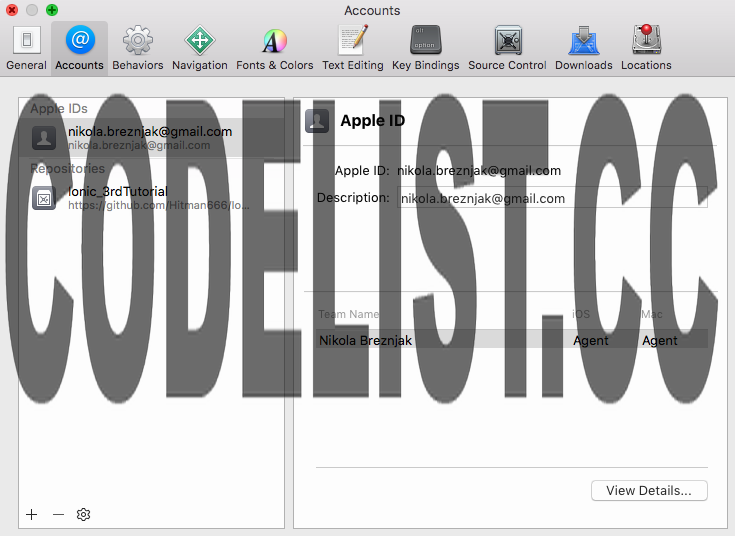 Accounts
General Accounts Behaviors Navigation Fonts & Colors Text Editing Key Bindings Source Control Downloads Locations
option
Apple IDs
nikola.breznjak@gmail.com
nikola.breznjak@gmail.com
Repositories
Ionic_3rdTutorial
https://github.com/Hitman666/Io...
Apple ID
Apple ID: nikola.breznjak@gmail.com
Description: nikola.breznjak@gmail.com
Team Name iOS Mac
Nikola Breznjak Agent Agent
View Details...
CODELIST.CC